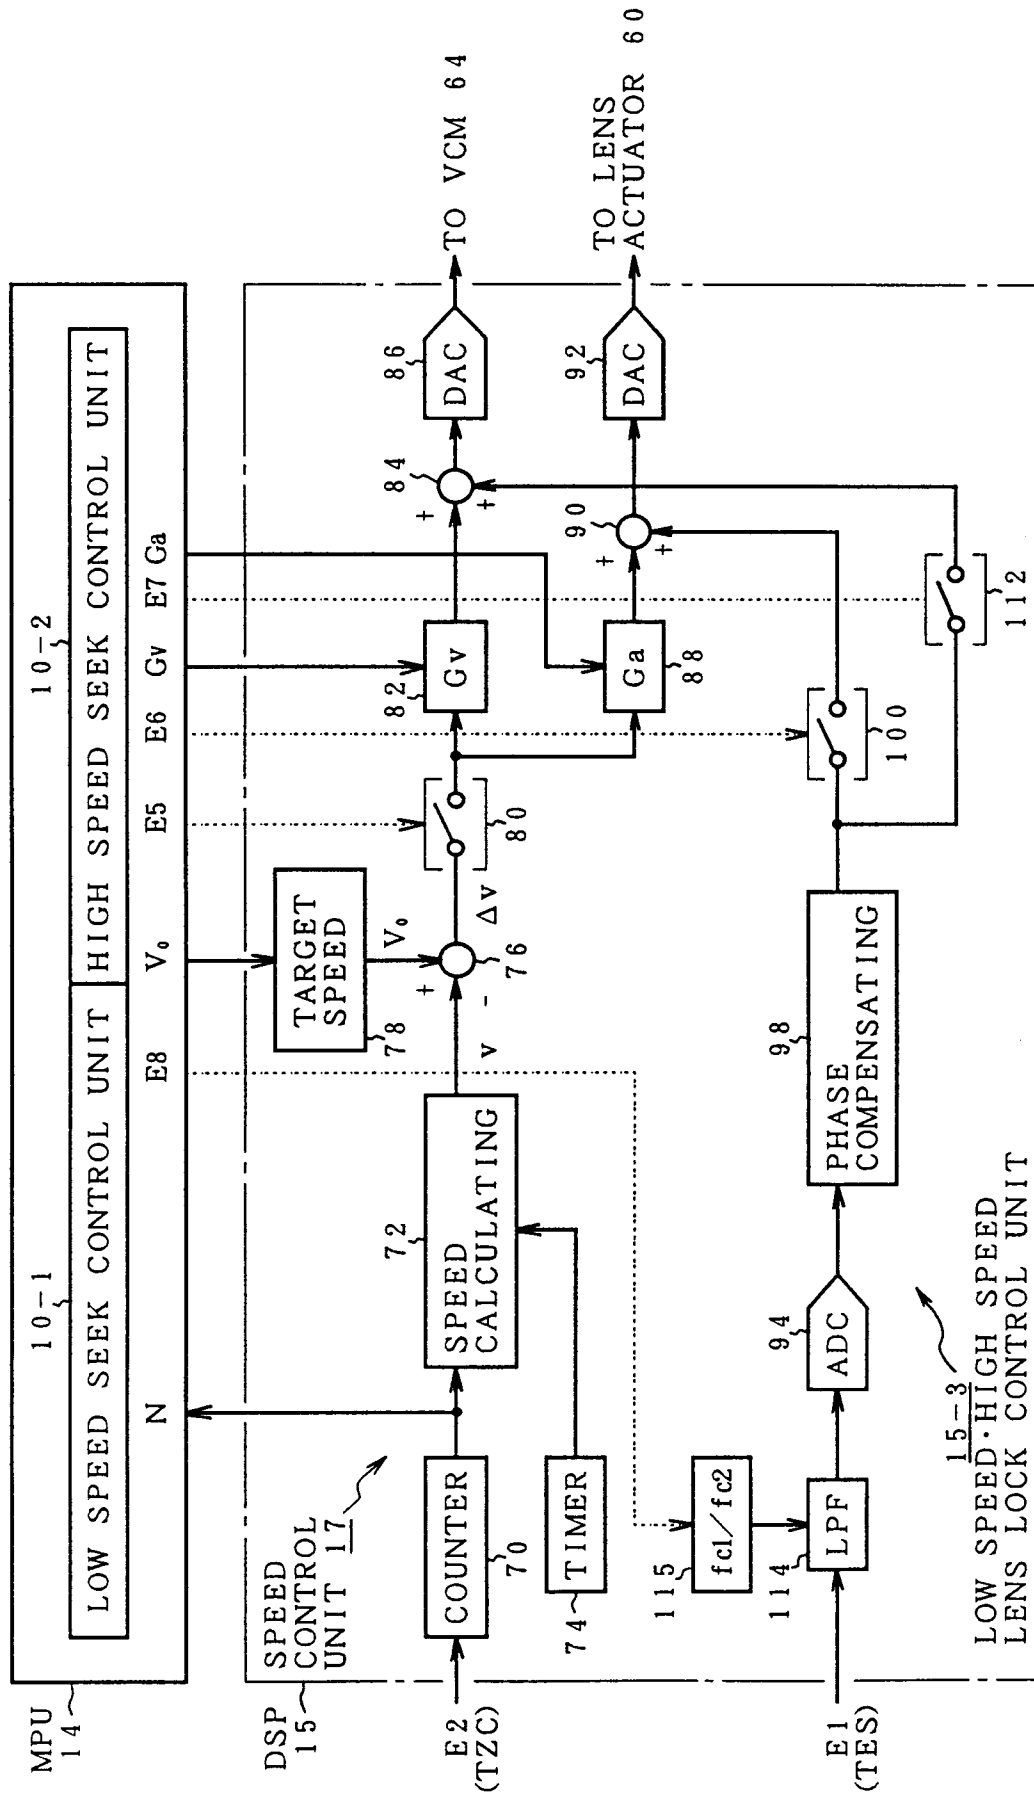 MPU
14
10-1
10-2
LOW SPEED SEEK CONTROL UNIT
HIGH SPEED SEEK CONTROL UNIT
N
E8
V₀
E5
E6
Gv
E7
Ga
DSP
15
SPEED
CONTROL
UNIT 17
TARGET
SPEED
78
V₀
E2
(TZC)
COUNTER
70
72
SPEED
CALCULATING
v
+
-
76
Δv
80
82
Gv
+
+
84
86
DAC
TO VCM 64
TIMER
74
Ga
88
+
+
90
92
DAC
TO LENS
ACTUATOR 60
115
fc1/fc2
114
E1
(TES)
LPF
94
ADC
98
PHASE
COMPENSATING
100
112
15-3
LOW SPEED·HIGH SPEED
LENS LOCK CONTROL UNIT